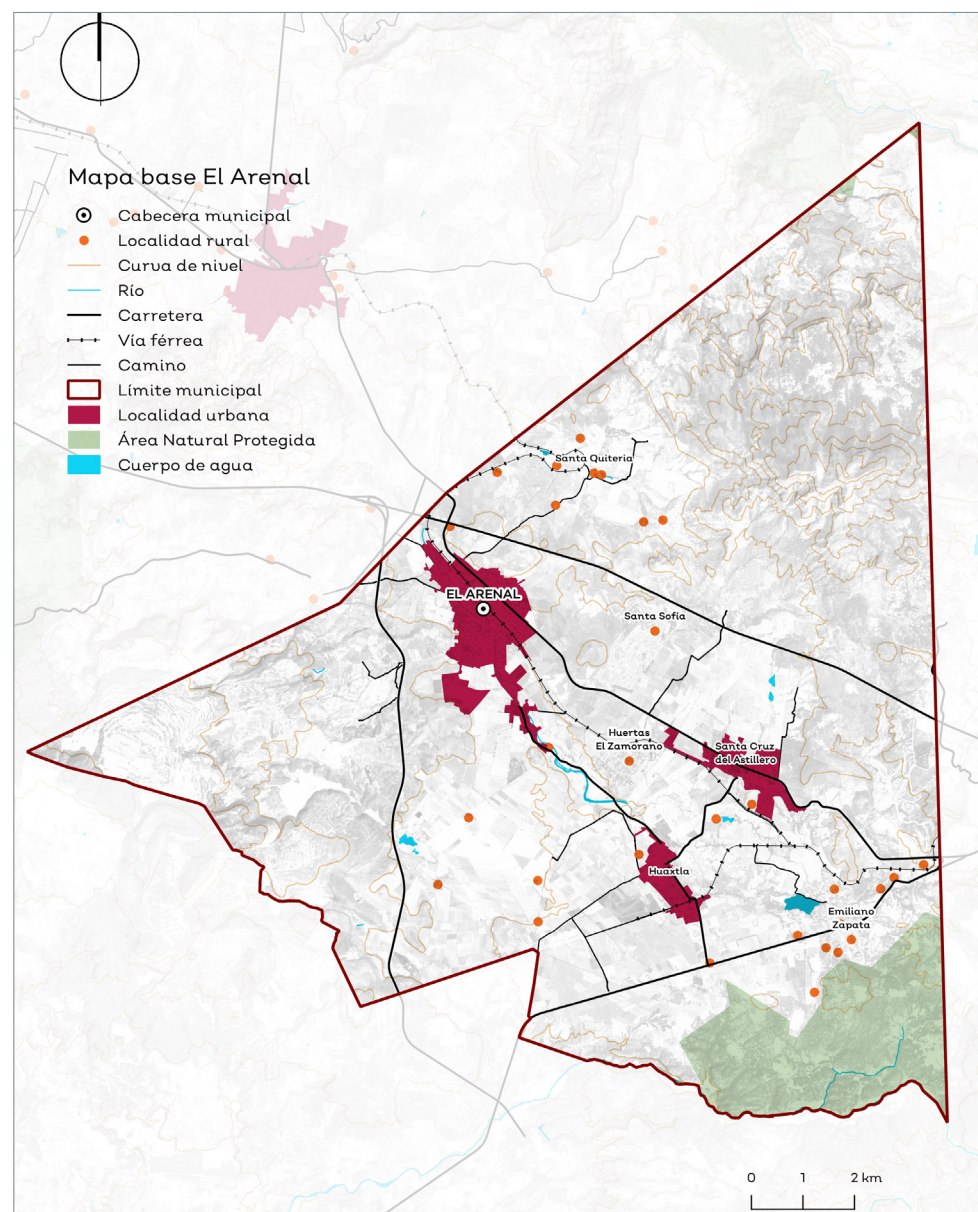 Mapa base El Arenal
Cabecera municipal
Localidad rural
Curva de nivel
Río
Carretera
Vía férrea
Camino
Límite municipal
Localidad urbana
Área Natural Protegida
Cuerpo de agua
Santa Quiteria
EL ARENAL
Santa Sofía
Huertas
El Zamorano
Santa Cruz
del Astillero
Huaxtla
Emiliano
Zapata
0 1 2 km